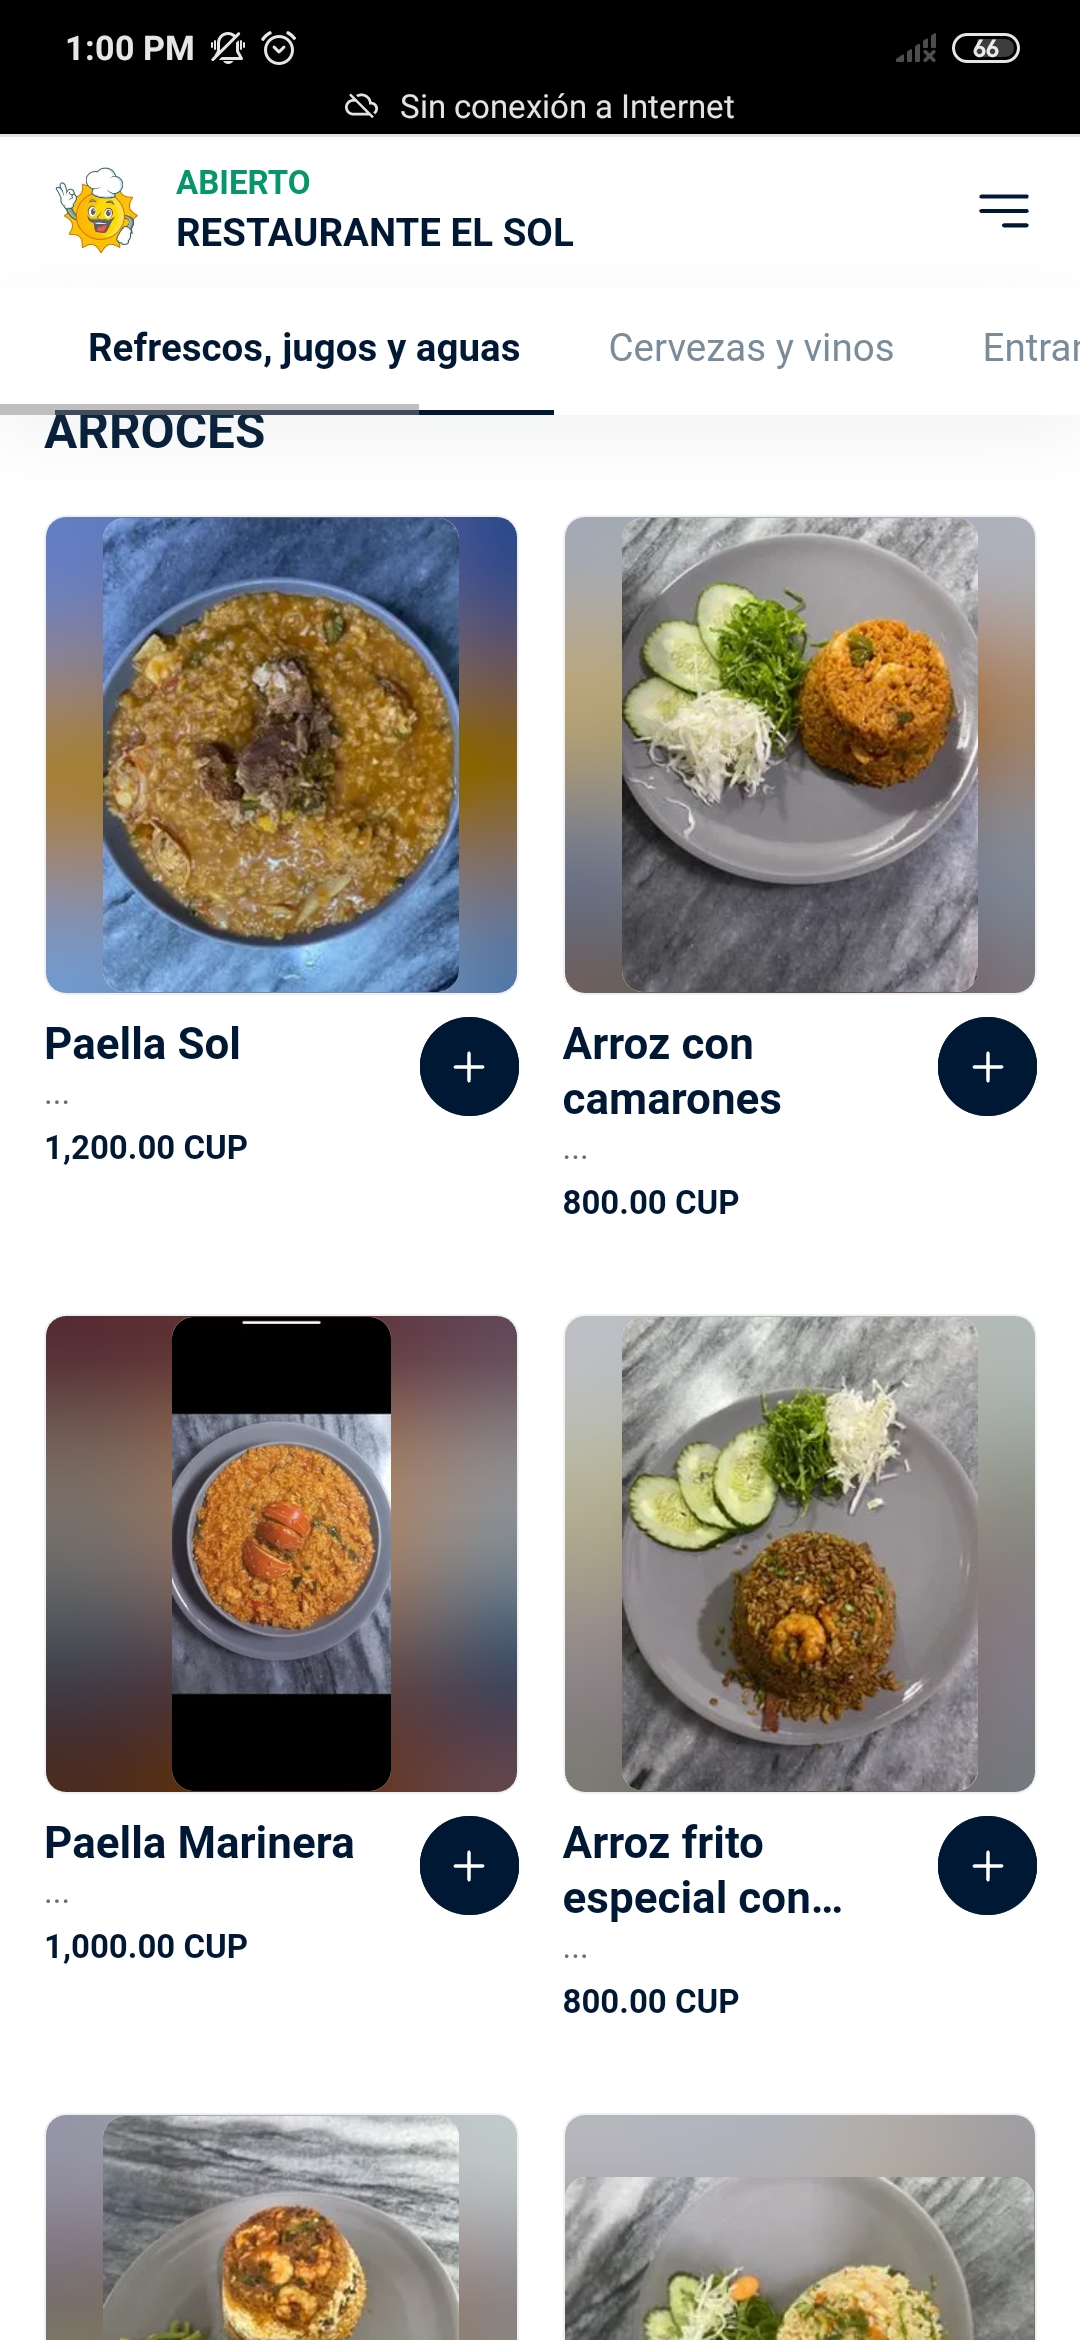 1:00 PM
66
Sin conexión a Internet
ABIERTO
RESTAURANTE EL SOL
Refrescos, jugos y aguas
Cervezas y vinos
Entrar
ARROCES
Paella Sol
...
1,200.00 CUP
Arroz con
camarones
...
800.00 CUP
Paella Marinera
...
1,000.00 CUP
Arroz frito
especial con...
...
800.00 CUP